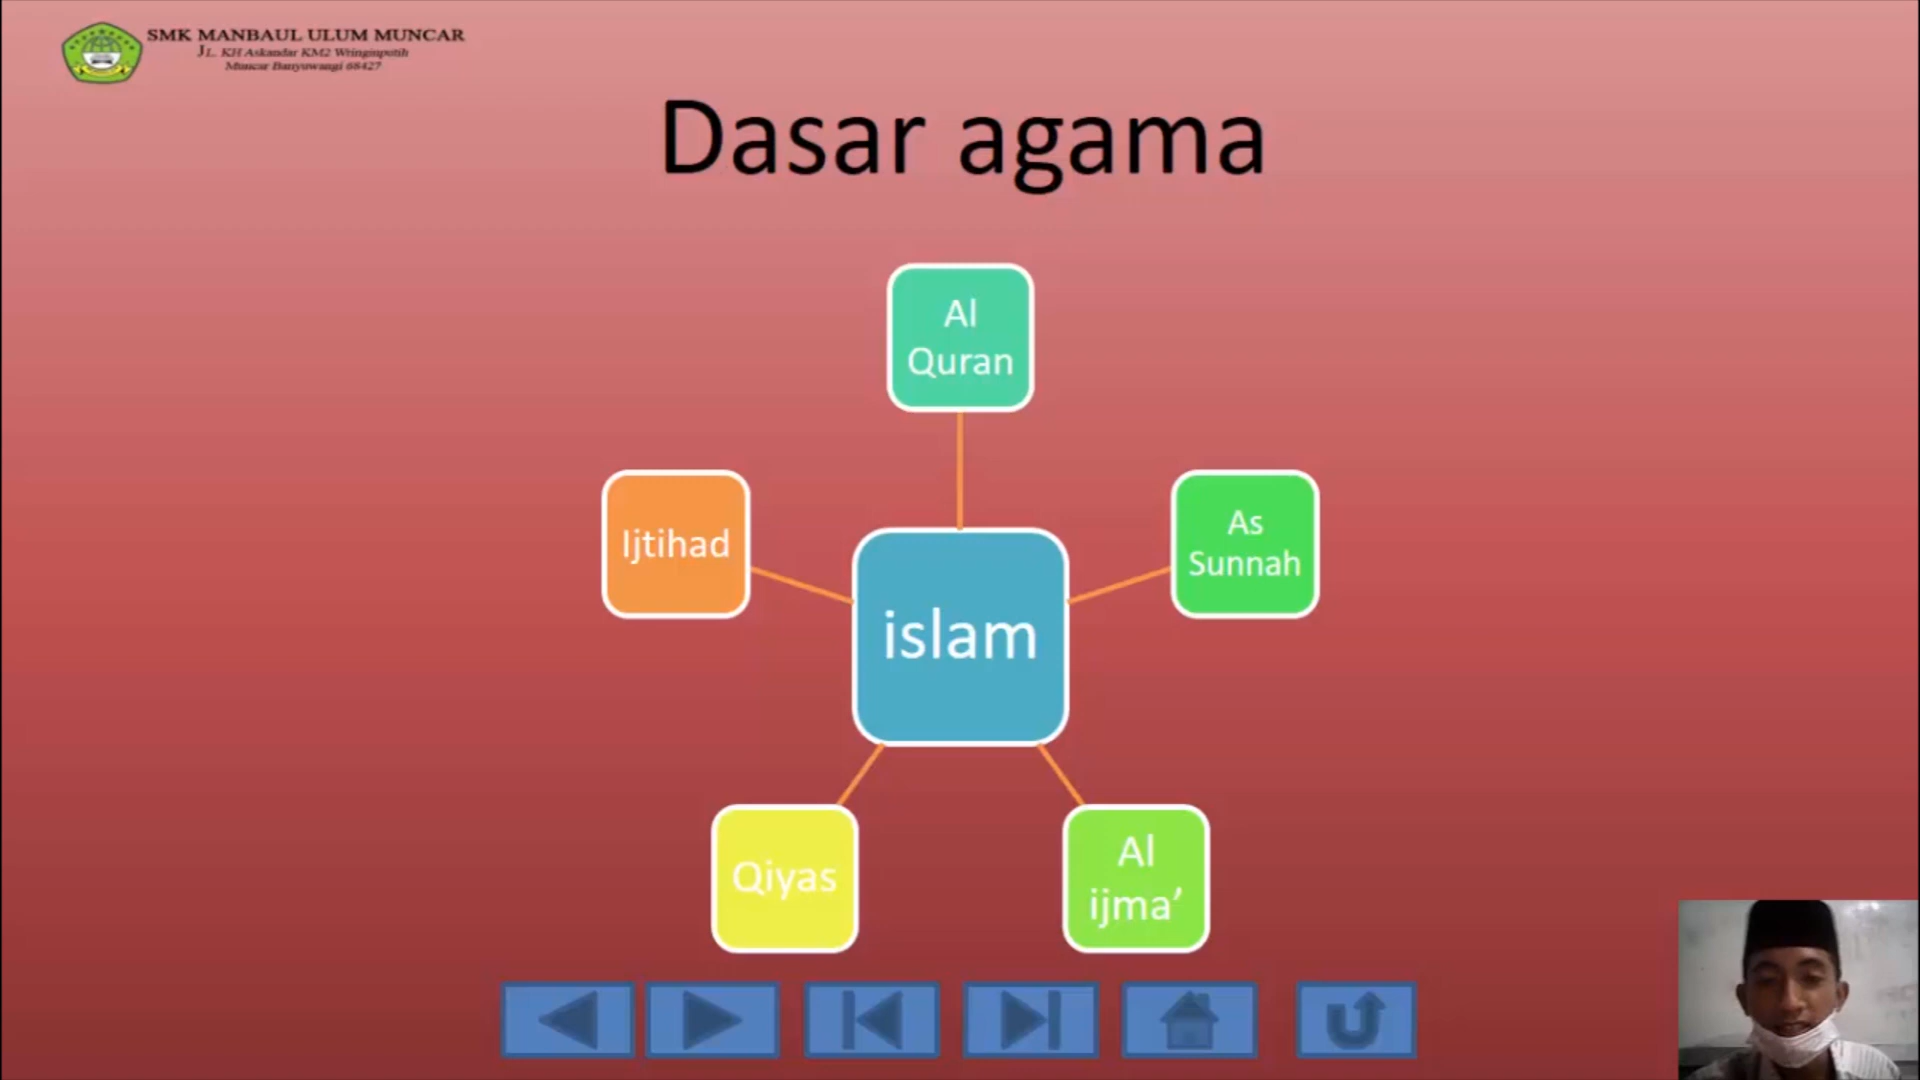 SMK MANBAUL ULUM MUNCAR
JL. KH Askandar KM2 Wringinputih
Muncar Banyuwangi 68427
Dasar agama
Al
Quran
Ijtihad
As
Sunnah
islam
Qiyas
Al
ijma’